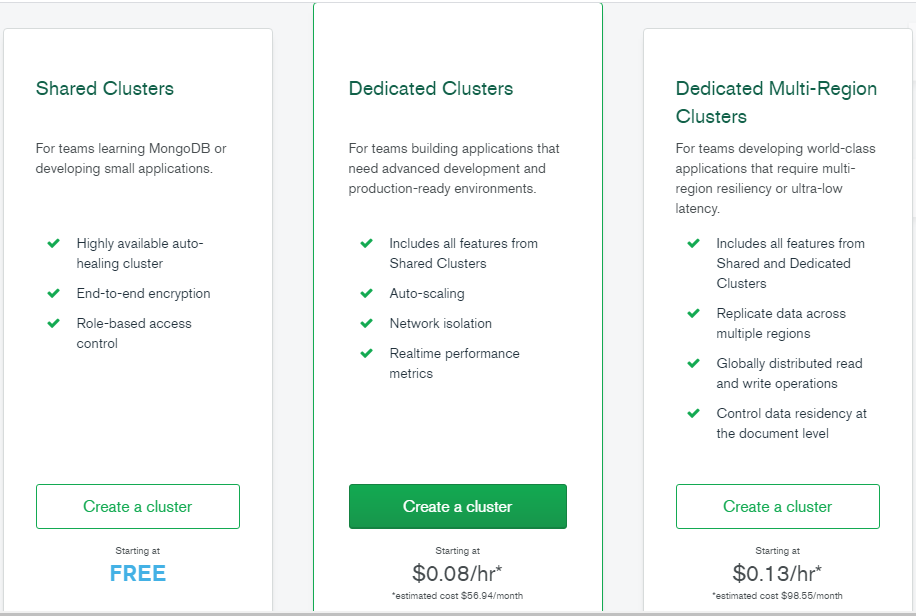 Shared Clusters
For teams learning MongoDB or
developing small applications.
Highly available auto-
healing cluster
End-to-end encryption
Role-based access
control
Create a cluster
Starting at
FREE
Dedicated Clusters
For teams building applications that
need advanced development and
production-ready environments.
Includes all features from
Shared Clusters
Auto-scaling
Network isolation
Realtime performance
metrics
Create a cluster
Starting at
$0.08/hr*
*estimated cost $56.94/month
Dedicated Multi-Region
Clusters
For teams developing world-class
applications that require multi-
region resiliency or ultra-low
latency.
Includes all features from
Shared and Dedicated
Clusters
Replicate data across
multiple regions
Globally distributed read
and write operations
Control data residency at
the document level
Create a cluster
Starting at
$0.13/hr*
*estimated cost $98.55/month